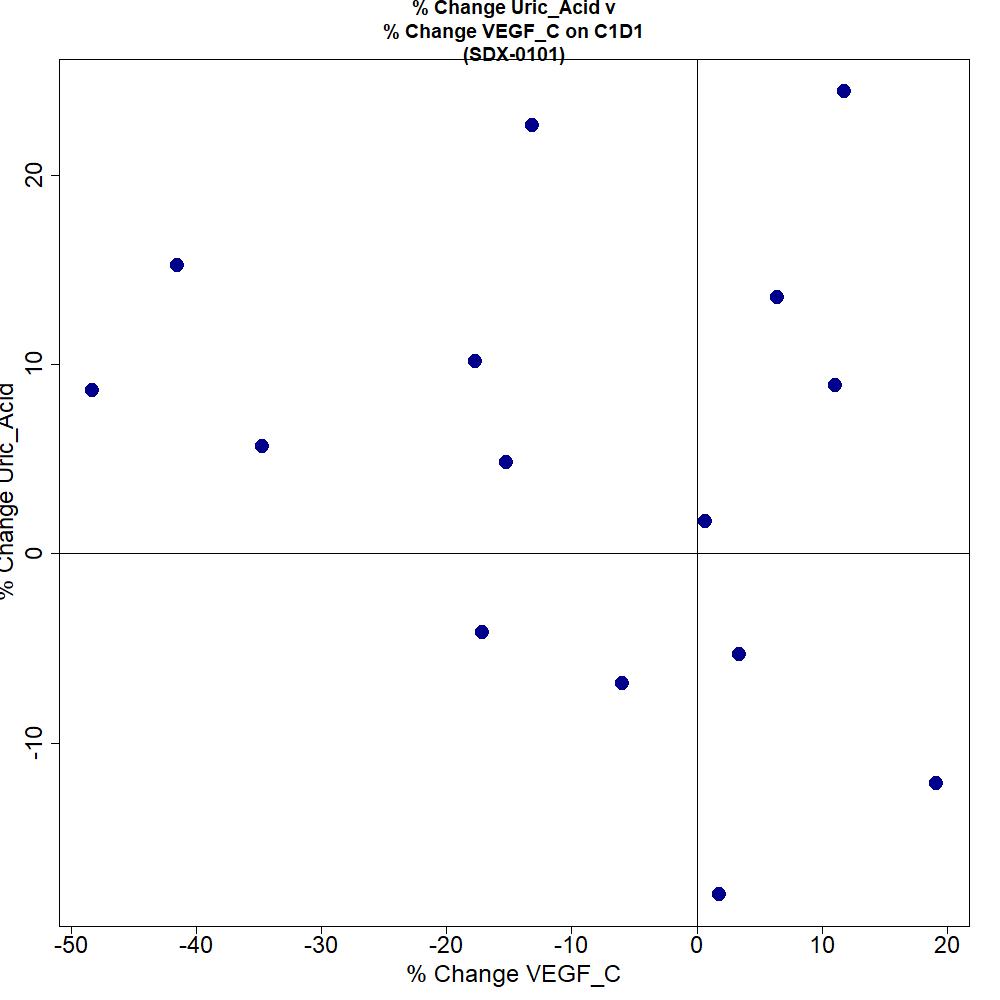 % Change Uric_Acid v
% Change VEGF_C on C1D1
(SDX-0101)
% Change Uric_Acid
20
10
0
-10
-50 -40 -30 -20 -10 0 10 20
% Change VEGF_C